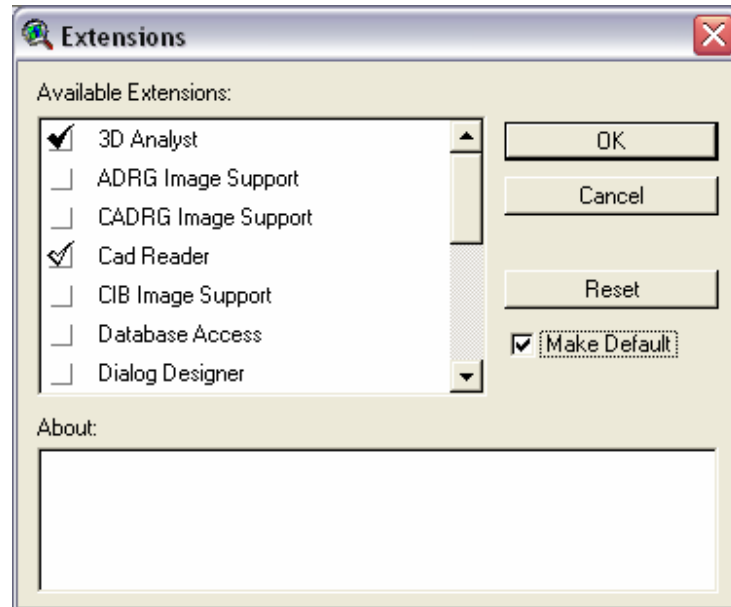 Extensions
Available Extensions:
3D Analyst
ADRG Image Support
CADRG Image Support
Cad Reader
CIB Image Support
Database Access
Dialog Designer
OK
Cancel
Reset
Make Default
About: